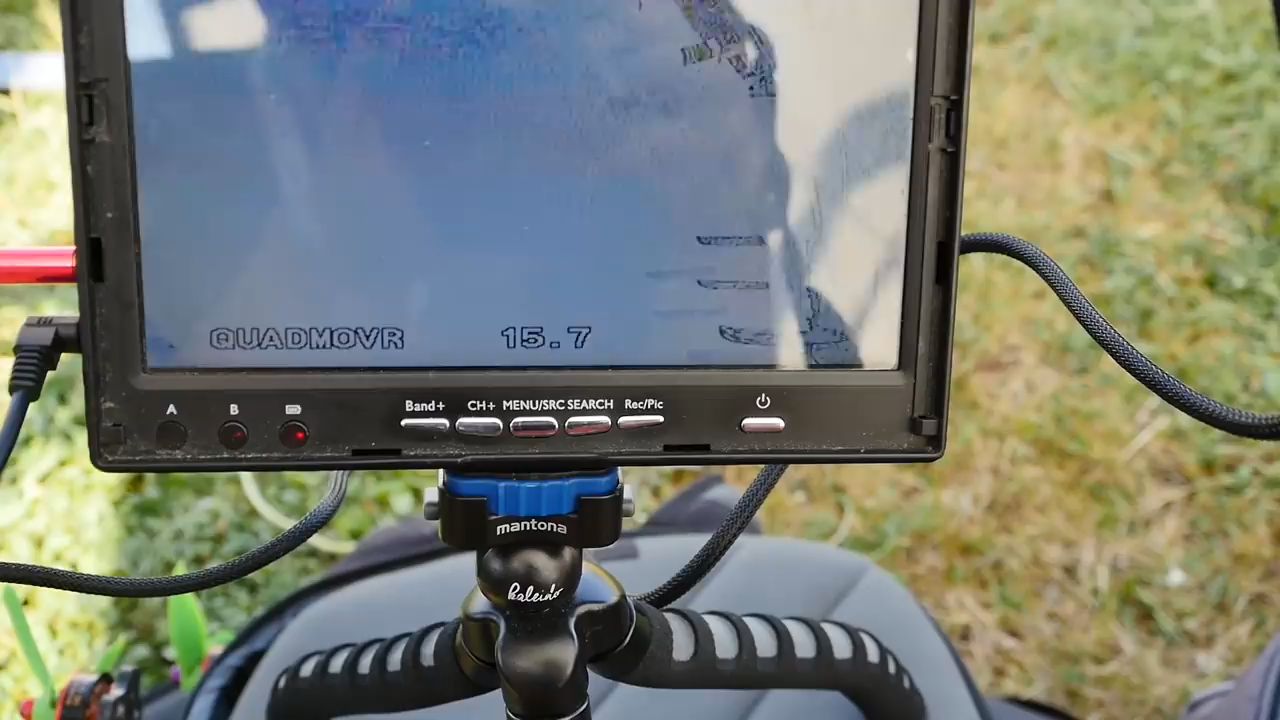 QUADMOVR 15.7
A B Band+ CH+ MENU/SRC SEARCH Rec/Pic
mantona
kaleido